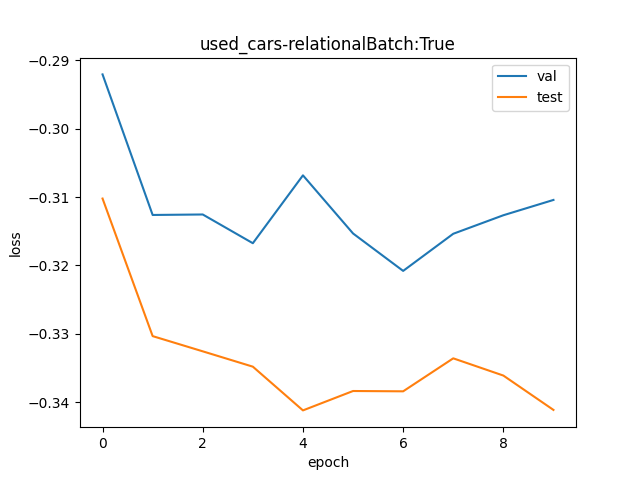 used_cars-relationalBatch:True
val
test
loss
−0.29
−0.30
−0.31
−0.32
−0.33
−0.34
0
2
4
6
8
epoch